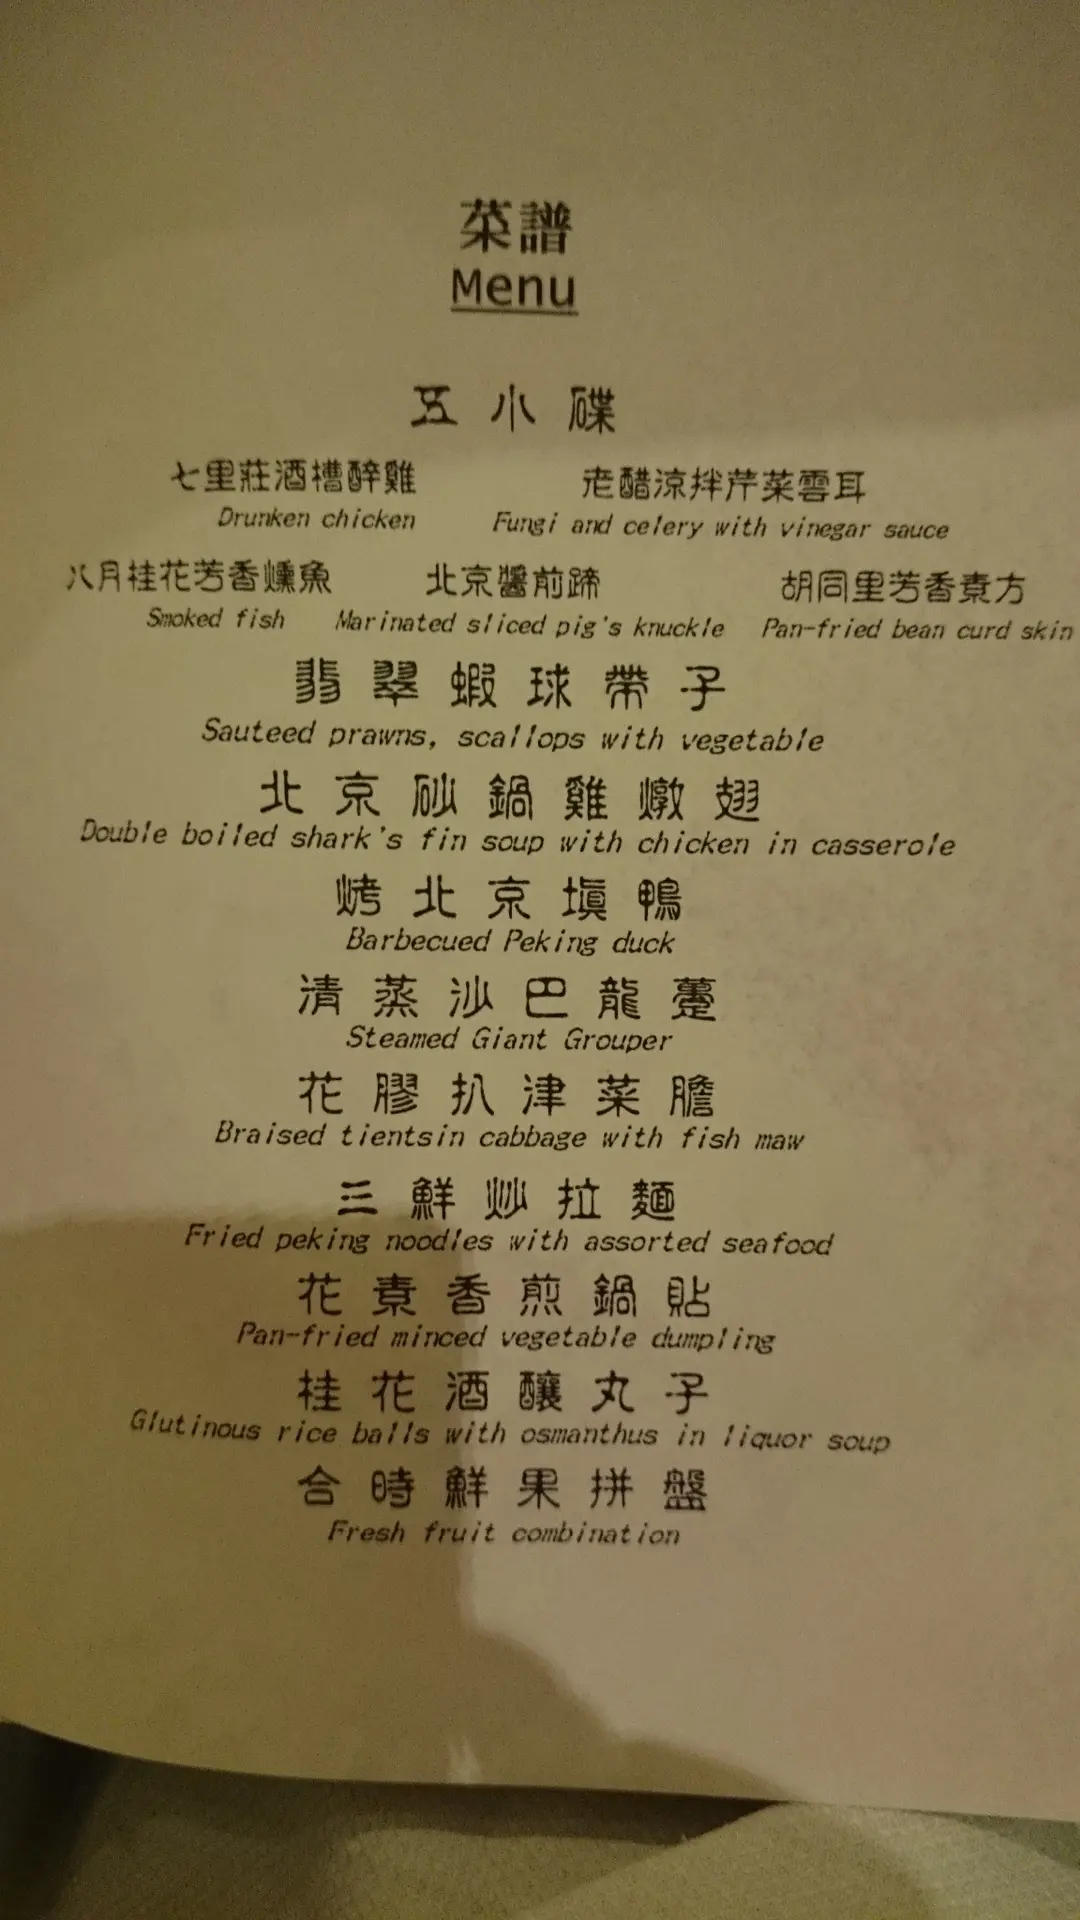 菜譜
Menu
五小碟
七里莊酒槽醉雞 老醋涼拌芹菜雲耳
Drunken chicken Fungi and celery with vinegar sauce
八月桂花芳香燻魚 北京醬前蹄 胡同里芳香素方
Smoked fish Marinated sliced pig's knuckle Pan-fried bean curd skin
翡翠蝦球帶子
Sauteed prawns, scallops with vegetable
北京砂鍋雞燉翅
Double boiled shark's fin soup with chicken in casserole
烤北京填鴨
Barbecued Peking duck
清蒸沙巴龍躉
Steamed Giant Grouper
花膠扒津菜膽
Braised tientsin cabbage with fish maw
三鮮炒拉麵
Fried peking noodles with assorted seafood
花素香煎鍋貼
Pan-fried minced vegetable dumpling
桂花酒釀丸子
Glutinous rice balls with osmanthus in liquor soup
合時鮮果拼盤
Fresh fruit combination